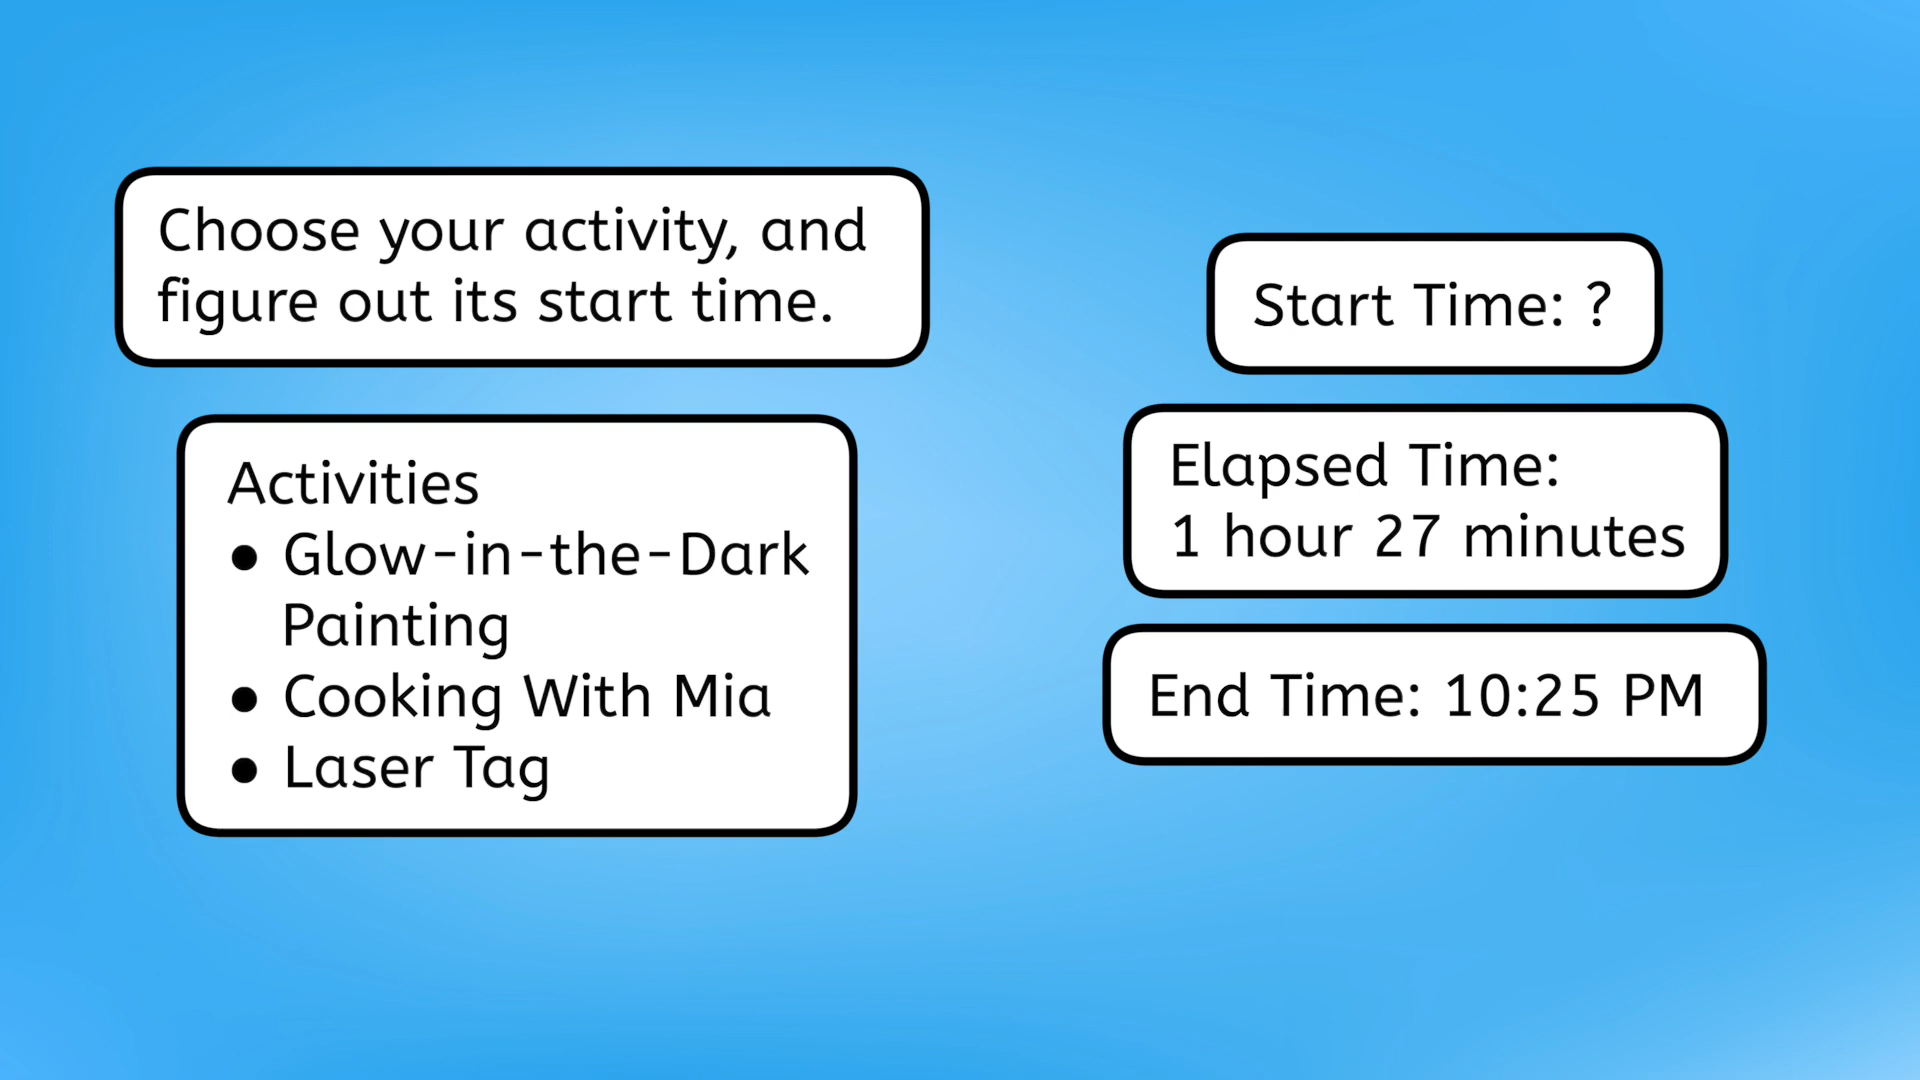 Choose your activity, and
figure out its start time.
Activities
● Glow-in-the-Dark
Painting
● Cooking With Mia
● Laser Tag
Start Time: ?
Elapsed Time:
1 hour 27 minutes
End Time: 10:25 PM